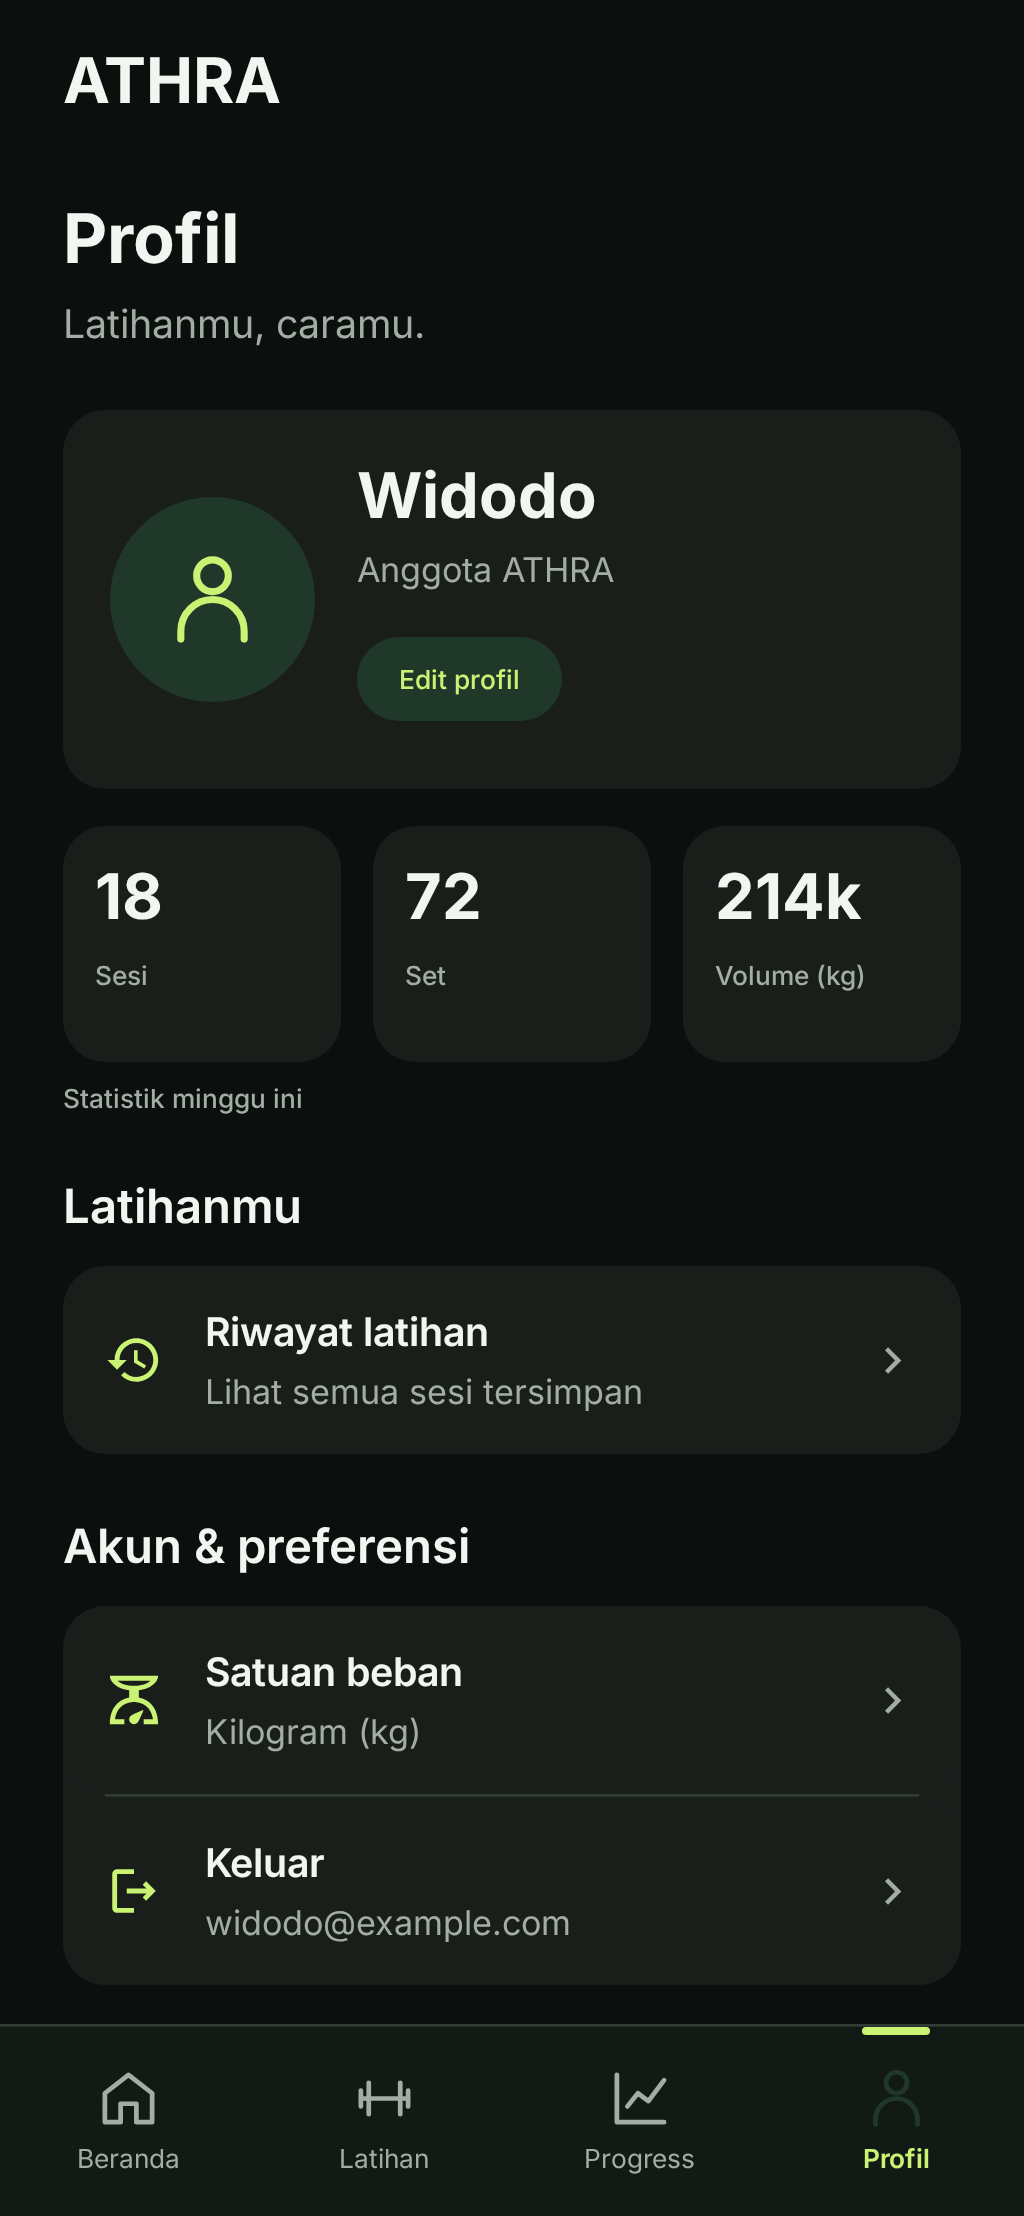 ATHRA
Profil
Latihanmu, caramu.
Widodo
Anggota ATHRA
Edit profil
18
Sesi
72
Set
214k
Volume (kg)
Statistik minggu ini
Latihanmu
Riwayat latihan
Lihat semua sesi tersimpan
Akun & preferensi
Satuan beban
Kilogram (kg)
Keluar
widodo@example.com
Beranda
Latihan
Progress
Profil